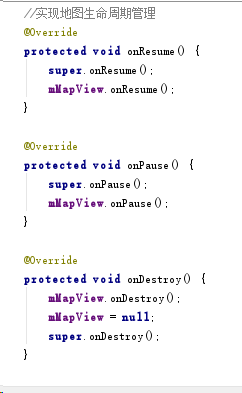 //实现地图生命周期管理
@Override
protected void onResume() {
super.onResume();
mMapView.onResume();
}
@Override
protected void onPause() {
super.onPause();
mMapView.onPause();
}
@Override
protected void onDestroy() {
mMapView.onDestroy();
mMapView = null;
super.onDestroy();
}